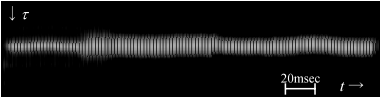 ↓ τ
20msec
t →